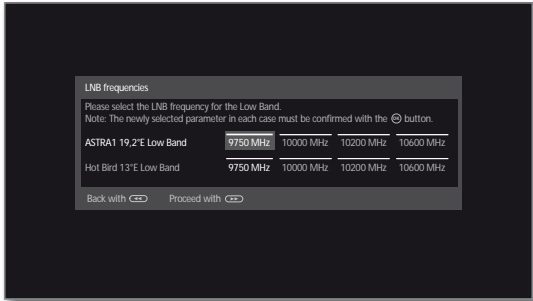 LNB frequencies
Please select the LNB frequency for the Low Band.
Note: The newly selected parameter in each case must be confirmed with the OK button.
ASTRA1 19,2°E Low Band 9750 MHz 10000 MHz 10200 MHz 10600 MHz
Hot Bird 13°E Low Band 9750 MHz 10000 MHz 10200 MHz 10600 MHz
Back with Proceed with